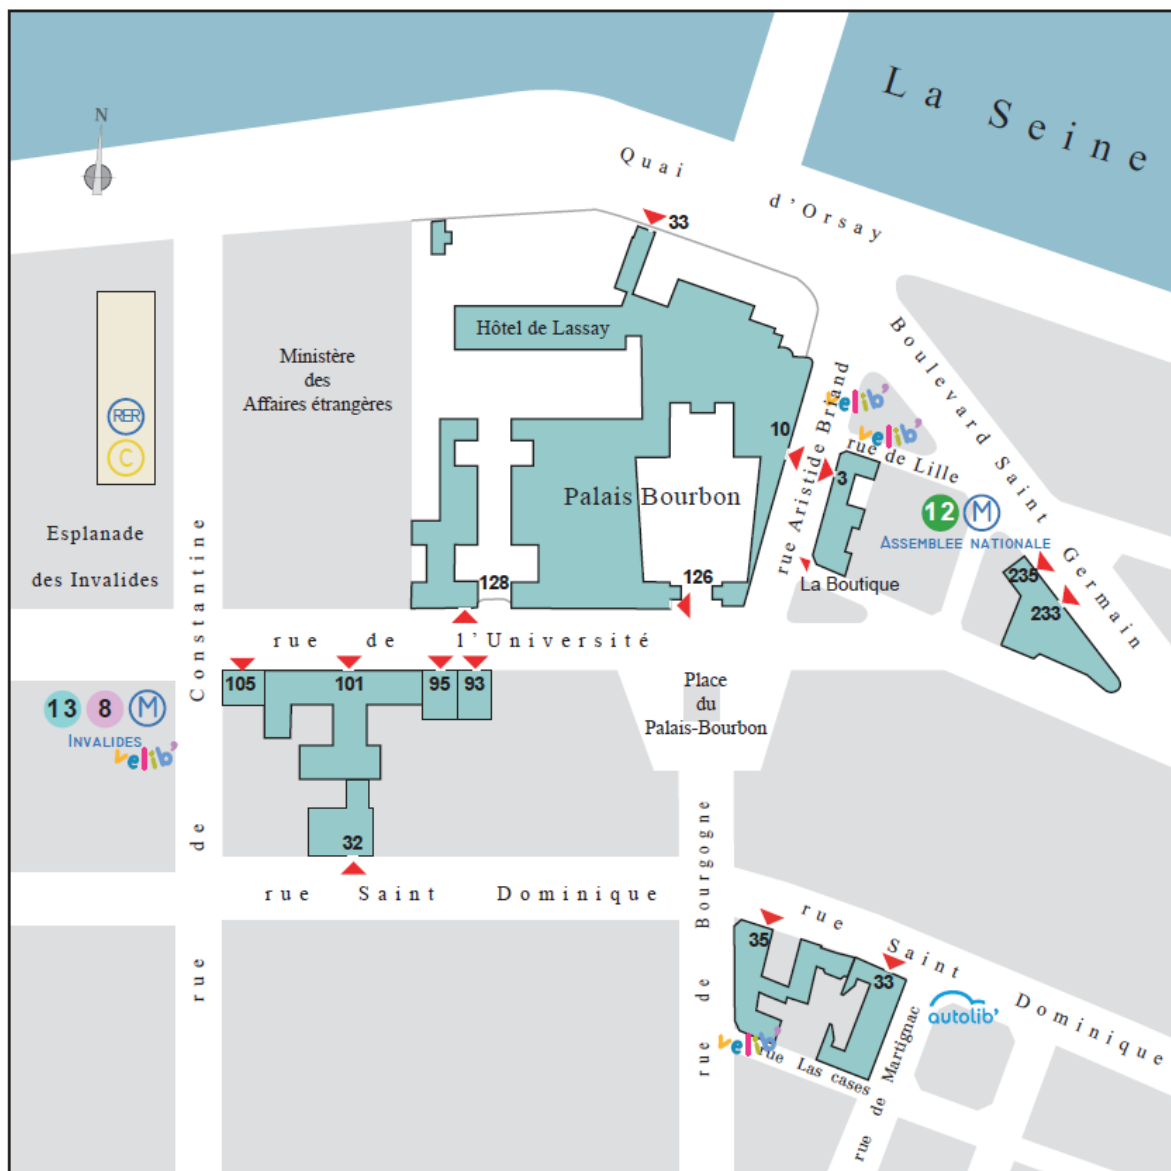 La Seine
N
Quai d'Orsay
33
Hôtel de Lassay
Boulevard Saint Germain
Ministère
des
Affaires étrangères
rue Aristide Briand
velib'
velib'
RER
C
10
rue de Lille
3
Palais Bourbon
12 M
ASSEMBLEE NATIONALE
Esplanade
des Invalides
128
126
La Boutique
235
233
rue de Constantine
rue de l'Université
105
101
95
93
Place
du
Palais-Bourbon
13 8 M
INVALIDES
velib'
32
rue de Bourgogne
rue Saint Dominique
rue Saint Dominique
35
33
autolib'
velib'
rue Las cases
rue de Martignac